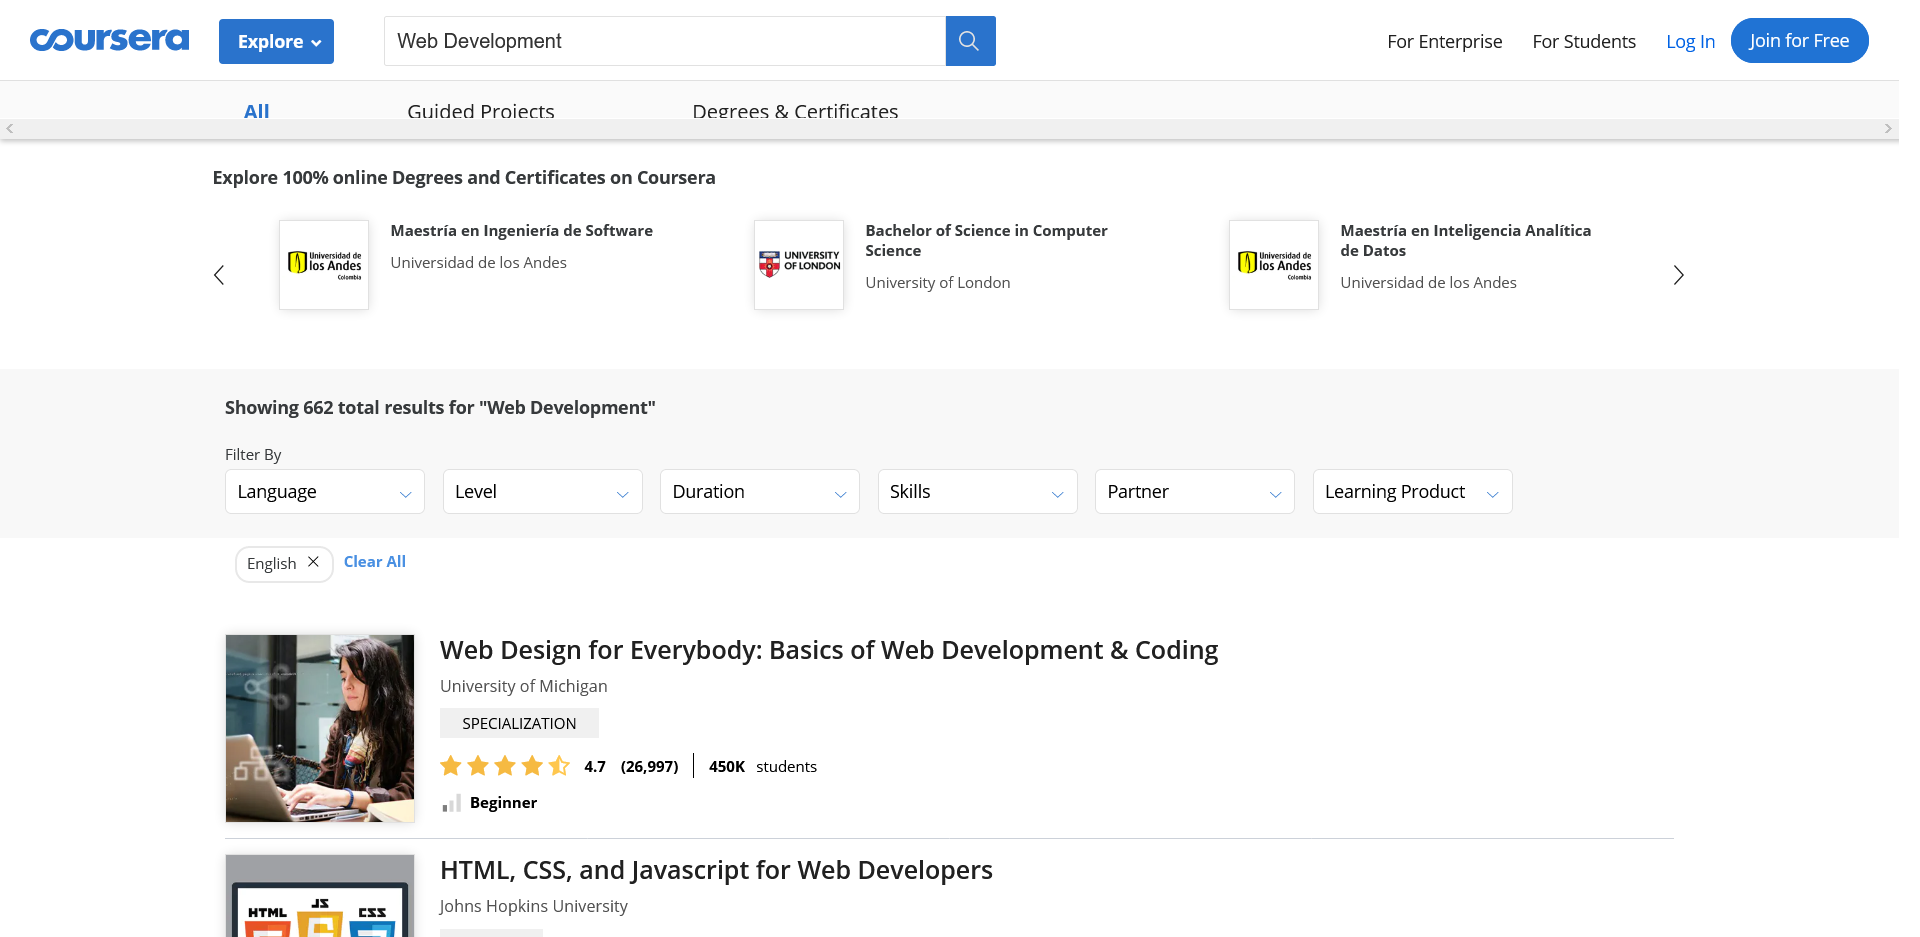 coursera
Explore
Web Development
For Enterprise
For Students
Log In
Join for Free
All
Guided Projects
Degrees & Certificates
Explore 100% online Degrees and Certificates on Coursera
Universidad de
los Andes
Colombia
Maestría en Ingeniería de Software
Universidad de los Andes
UNIVERSITY
OF LONDON
Bachelor of Science in Computer
Science
University of London
Universidad de
los Andes
Colombia
Maestría en Inteligencia Analítica
de Datos
Universidad de los Andes
Showing 662 total results for "Web Development"
Filter By
Language
Level
Duration
Skills
Partner
Learning Product
English
Clear All
Web Design for Everybody: Basics of Web Development & Coding
University of Michigan
SPECIALIZATION
4.7 (26,997) 450K students
Beginner
HTML, CSS, and Javascript for Web Developers
Johns Hopkins University
HTML JS CSS